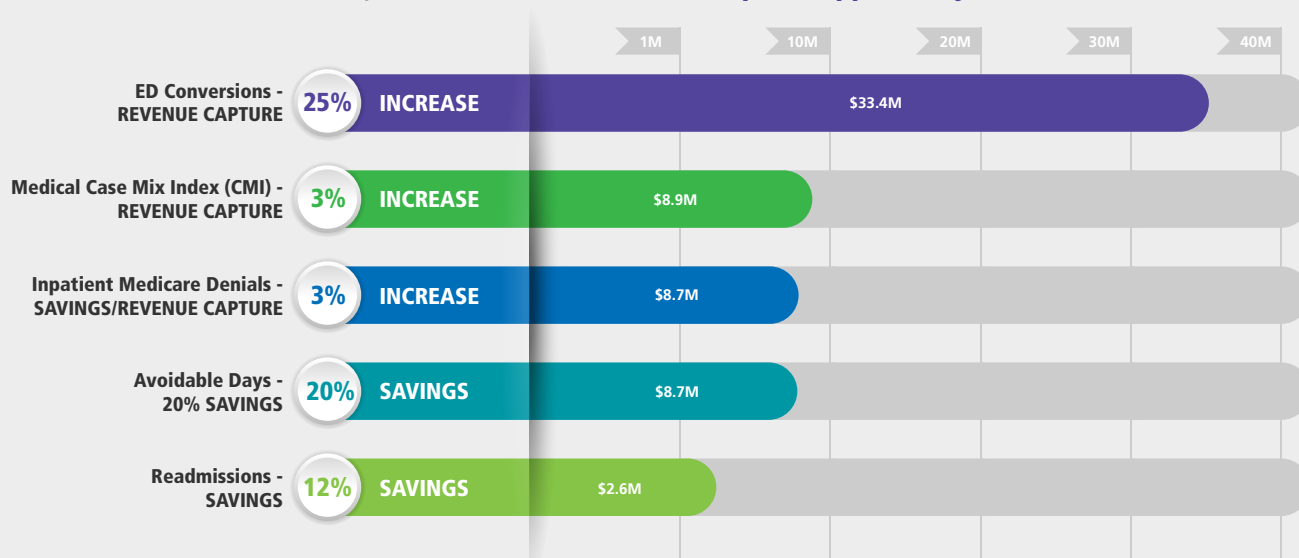 1M 10M 20M 30M 40M
ED Conversions -
REVENUE CAPTURE
25% INCREASE $33.4M
Medical Case Mix Index (CMI) -
REVENUE CAPTURE
3% INCREASE $8.9M
Inpatient Medicare Denials -
SAVINGS/REVENUE CAPTURE
3% INCREASE $8.7M
Avoidable Days -
20% SAVINGS
20% SAVINGS $8.7M
Readmissions -
SAVINGS
12% SAVINGS $2.6M